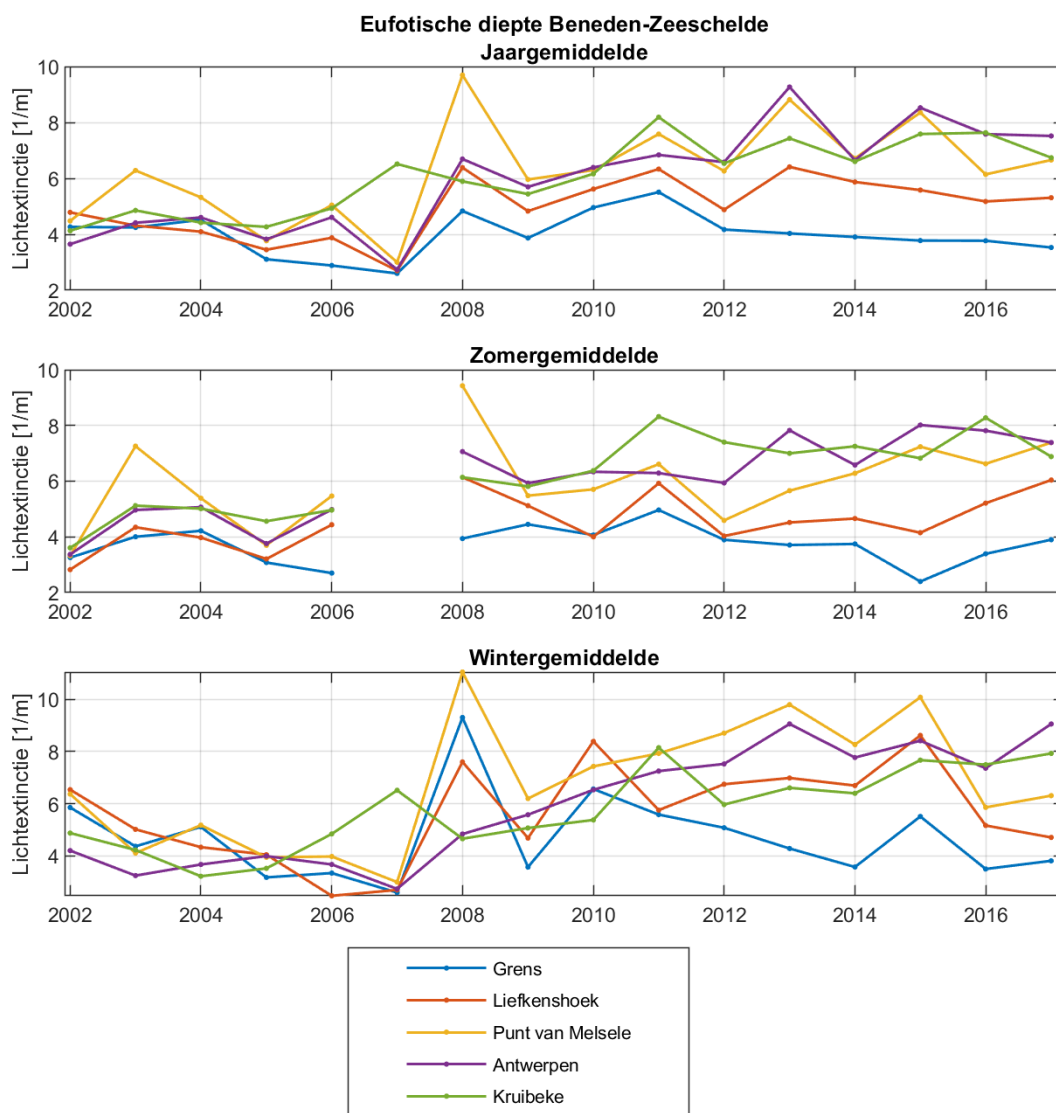 Eufotische diepte Beneden-Zeeschelde
Jaargemiddelde
Lichtextinctie [1/m]
10
8
6
4
2
2002 2004 2006 2008 2010 2012 2014 2016
Zomergemiddelde
Lichtextinctie [1/m]
10
8
6
4
2
2002 2004 2006 2008 2010 2012 2014 2016
Wintergemiddelde
Lichtextinctie [1/m]
10
8
6
4
2002 2004 2006 2008 2010 2012 2014 2016
Grens
Liefkenshoek
Punt van Melsele
Antwerpen
Kruibeke